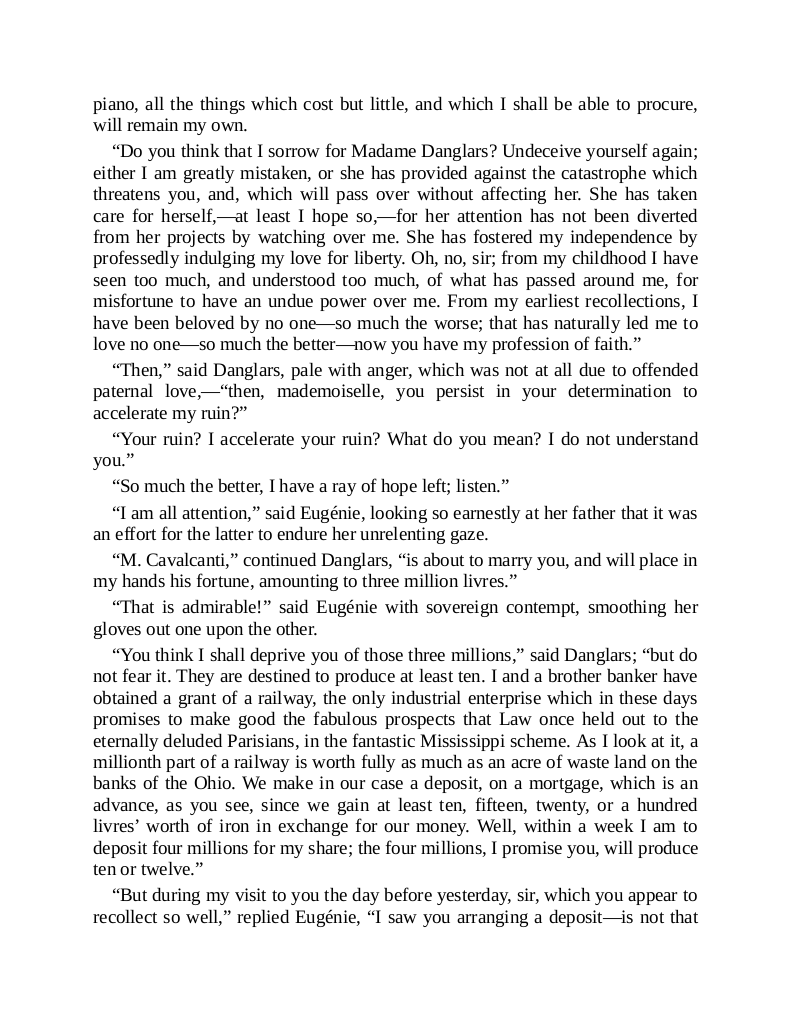 piano, all the things which cost but little, and which I shall be able to procure,
will remain my own.
“Do you think that I sorrow for Madame Danglars? Undeceive yourself again;
either I am greatly mistaken, or she has provided against the catastrophe which
threatens you, and, which will pass over without affecting her. She has taken
care for herself,—at least I hope so,—for her attention has not been diverted
from her projects by watching over me. She has fostered my independence by
professedly indulging my love for liberty. Oh, no, sir; from my childhood I have
seen too much, and understood too much, of what has passed around me, for
misfortune to have an undue power over me. From my earliest recollections, I
have been beloved by no one—so much the worse; that has naturally led me to
love no one—so much the better—now you have my profession of faith.”
“Then,” said Danglars, pale with anger, which was not at all due to offended
paternal love,—“then, mademoiselle, you persist in your determination to
accelerate my ruin?”
“Your ruin? I accelerate your ruin? What do you mean? I do not understand
you.”
“So much the better, I have a ray of hope left; listen.”
“I am all attention,” said Eugénie, looking so earnestly at her father that it was
an effort for the latter to endure her unrelenting gaze.
“M. Cavalcanti,” continued Danglars, “is about to marry you, and will place in
my hands his fortune, amounting to three million livres.”
“That is admirable!” said Eugénie with sovereign contempt, smoothing her
gloves out one upon the other.
“You think I shall deprive you of those three millions,” said Danglars; “but do
not fear it. They are destined to produce at least ten. I and a brother banker have
obtained a grant of a railway, the only industrial enterprise which in these days
promises to make good the fabulous prospects that Law once held out to the
eternally deluded Parisians, in the fantastic Mississippi scheme. As I look at it, a
millionth part of a railway is worth fully as much as an acre of waste land on the
banks of the Ohio. We make in our case a deposit, on a mortgage, which is an
advance, as you see, since we gain at least ten, fifteen, twenty, or a hundred
livres’ worth of iron in exchange for our money. Well, within a week I am to
deposit four millions for my share; the four millions, I promise you, will produce
ten or twelve.”
“But during my visit to you the day before yesterday, sir, which you appear to
recollect so well,” replied Eugénie, “I saw you arranging a deposit—is not that